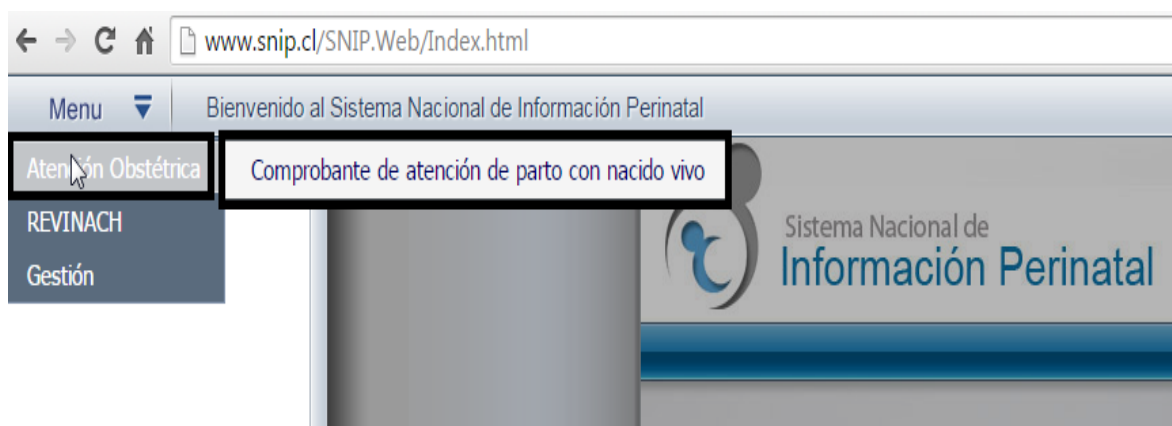 www.snip.cl/SNIP.Web/Index.html
Menu Bienvenido al Sistema Nacional de Información Perinatal
Atención Obstétrica Comprobante de atención de parto con nacido vivo
REVINACH
Gestión
Sistema Nacional de
Información Perinatal